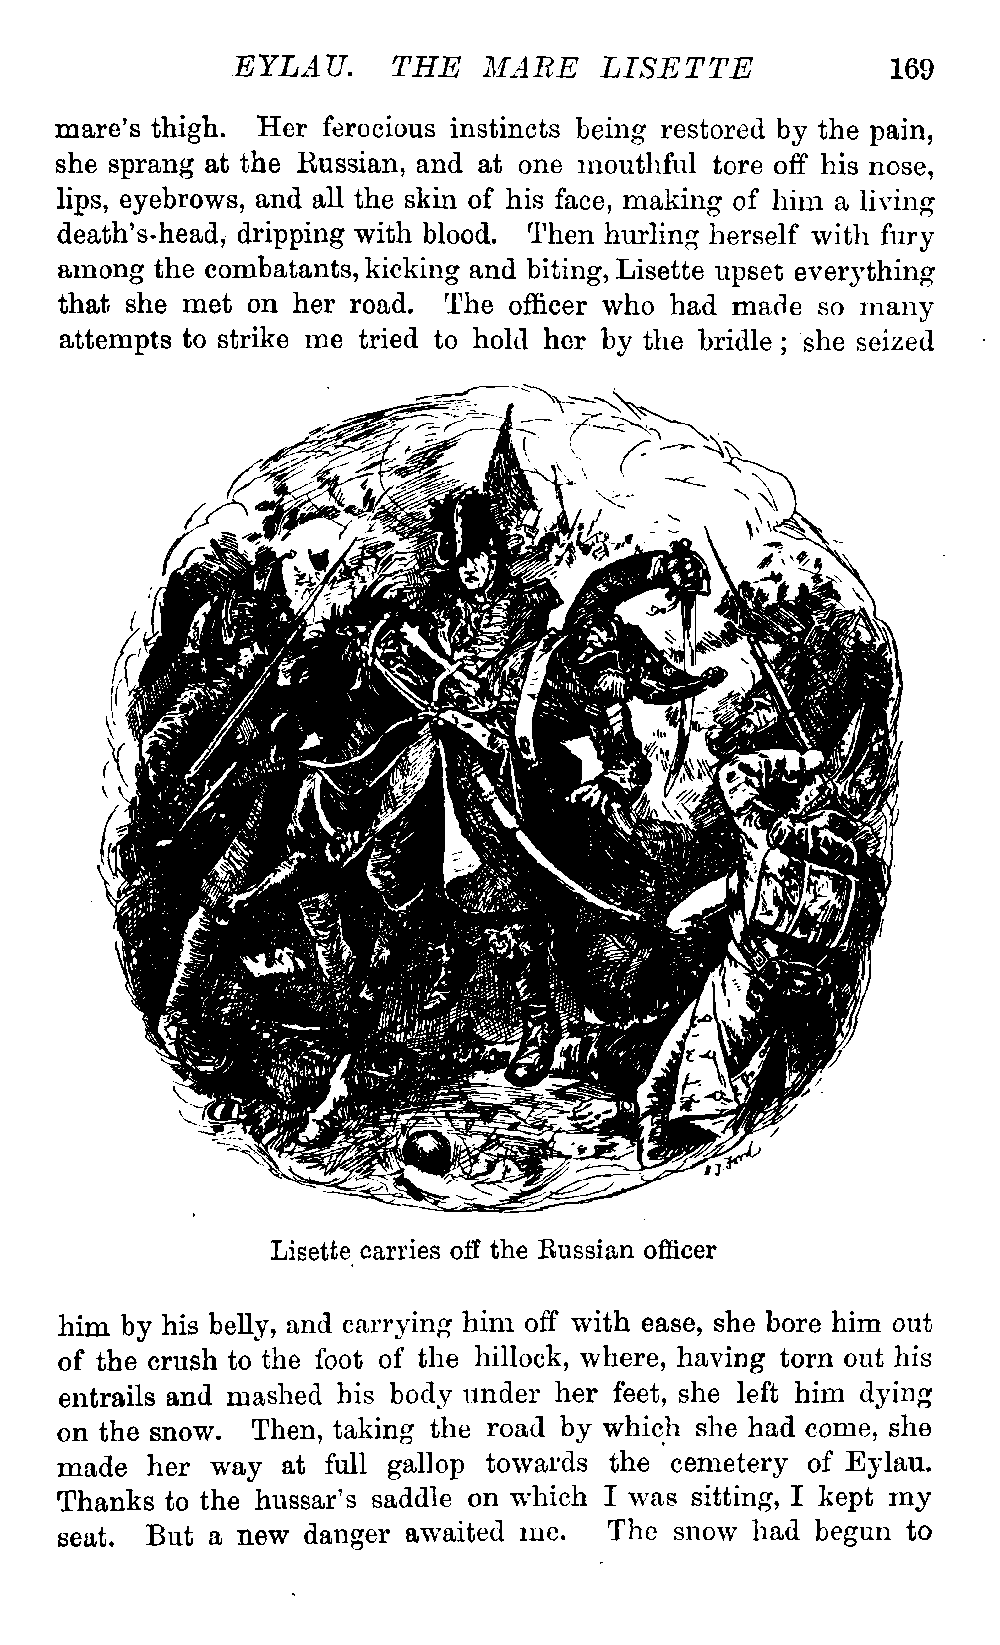 EYLAU. THE MARE LISETTE 169
mare's thigh. Her ferocious instincts being restored by the pain,
she sprang at the Russian, and at one mouthful tore off his nose,
lips, eyebrows, and all the skin of his face, making of him a living
death's-head, dripping with blood. Then hurling herself with fury
among the combatants, kicking and biting, Lisette upset everything
that she met on her road. The officer who had made so many
attempts to strike me tried to hold her by the bridle; she seized
H J. Ford
Lisette carries off the Russian officer
him by his belly, and carrying him off with ease, she bore him out
of the crush to the foot of the hillock, where, having torn out his
entrails and mashed his body under her feet, she left him dying
on the snow. Then, taking the road by which she had come, she
made her way at full gallop towards the cemetery of Eylau.
Thanks to the hussar's saddle on which I was sitting, I kept my
seat. But a new danger awaited me. The snow had begun to